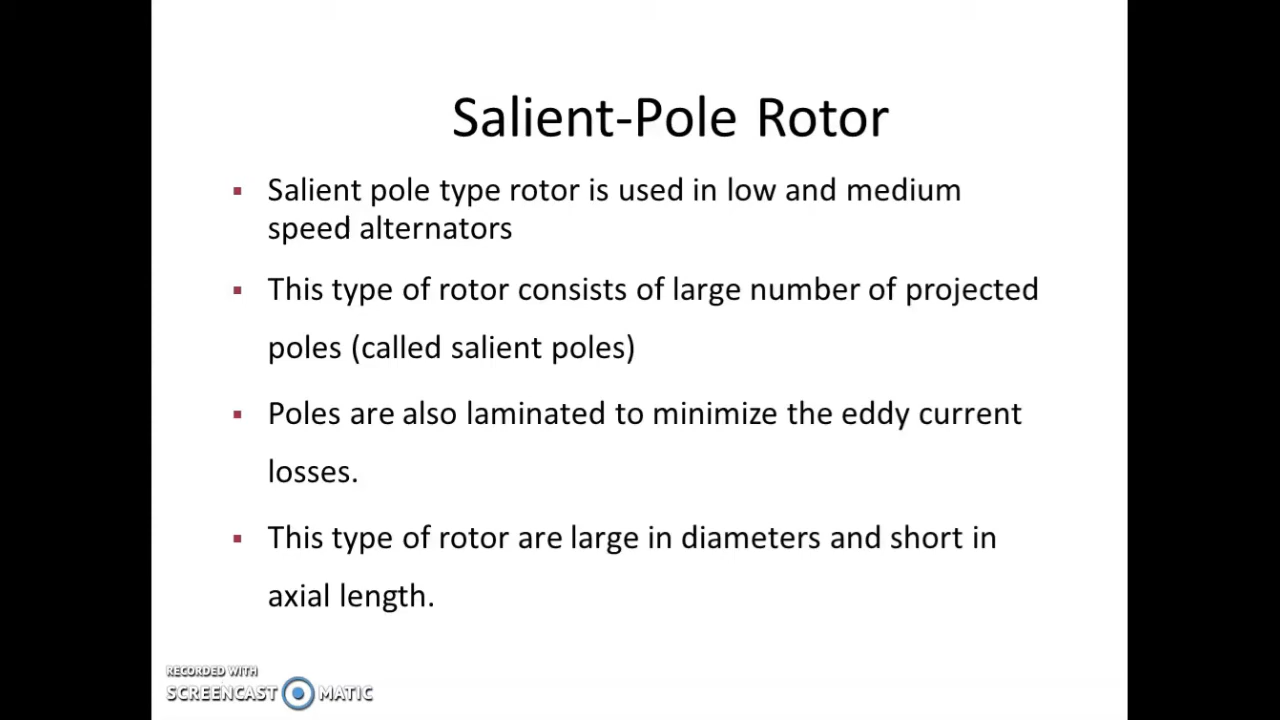 Salient-Pole Rotor
▪ Salient pole type rotor is used in low and medium
speed alternators
▪ This type of rotor consists of large number of projected
poles (called salient poles)
▪ Poles are also laminated to minimize the eddy current
losses.
▪ This type of rotor are large in diameters and short in
axial length.
RECORDED WITH
SCREENCAST MATIC